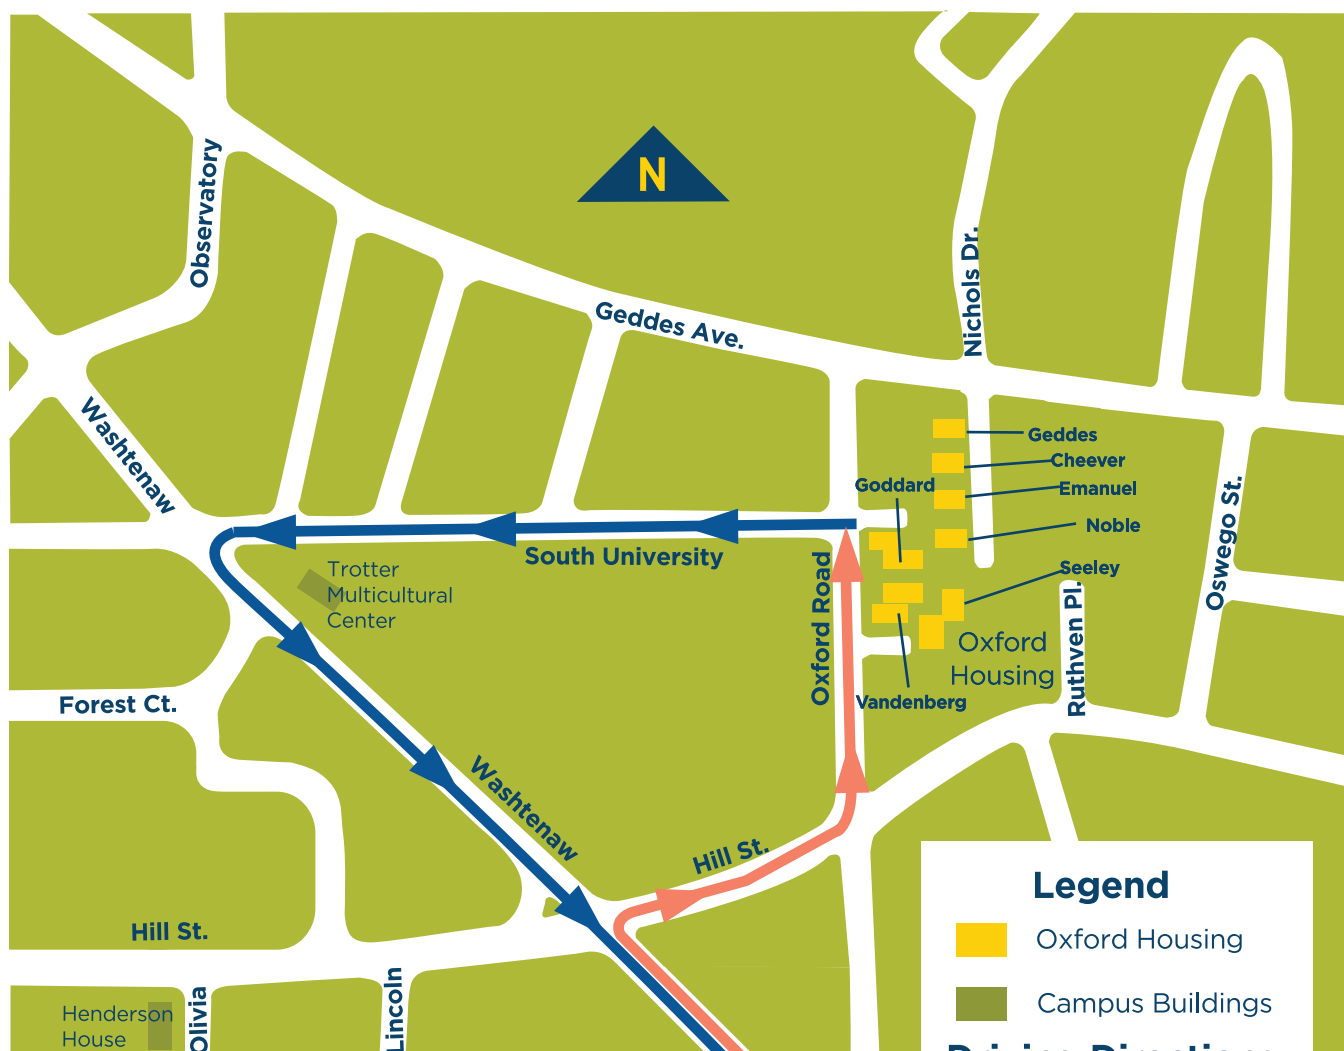 N
Observatory
Geddes Ave.
Nichols Dr.
Washtenaw
Geddes
Cheever
Emanuel
Goddard
Noble
Oswego St.
South University
Oxford Road
Seeley
Trotter
Multicultural
Center
Ruthven Pl.
Oxford
Housing
Vandenberg
Forest Ct.
Washtenaw
Hill St.
Hill St.
Legend
Oxford Housing
Campus Buildings
Olivia
Lincoln
Henderson
House
Driving Directions